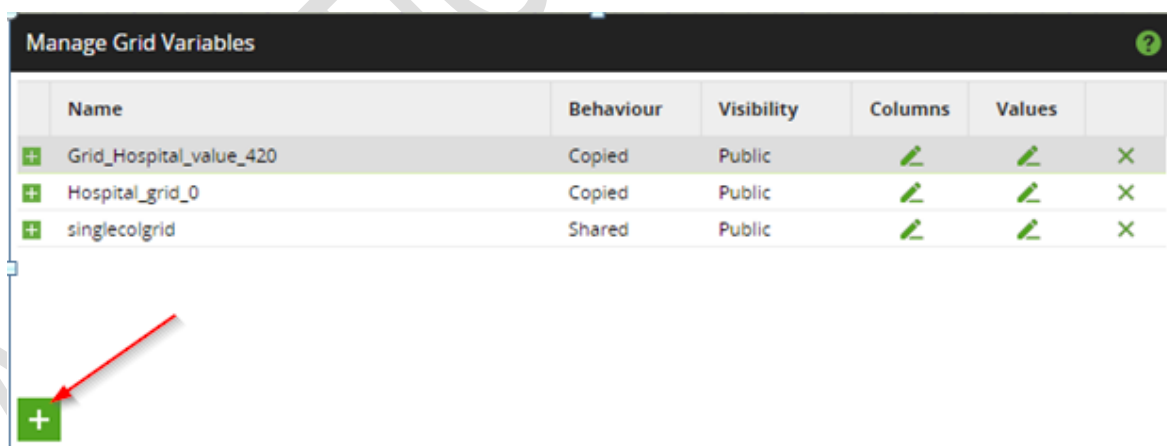 Manage Grid Variables ?
Name Behaviour Visibility Columns Values
Grid_Hospital_value_420 Copied Public
Hospital_grid_0 Copied Public
singlecolgrid Shared Public